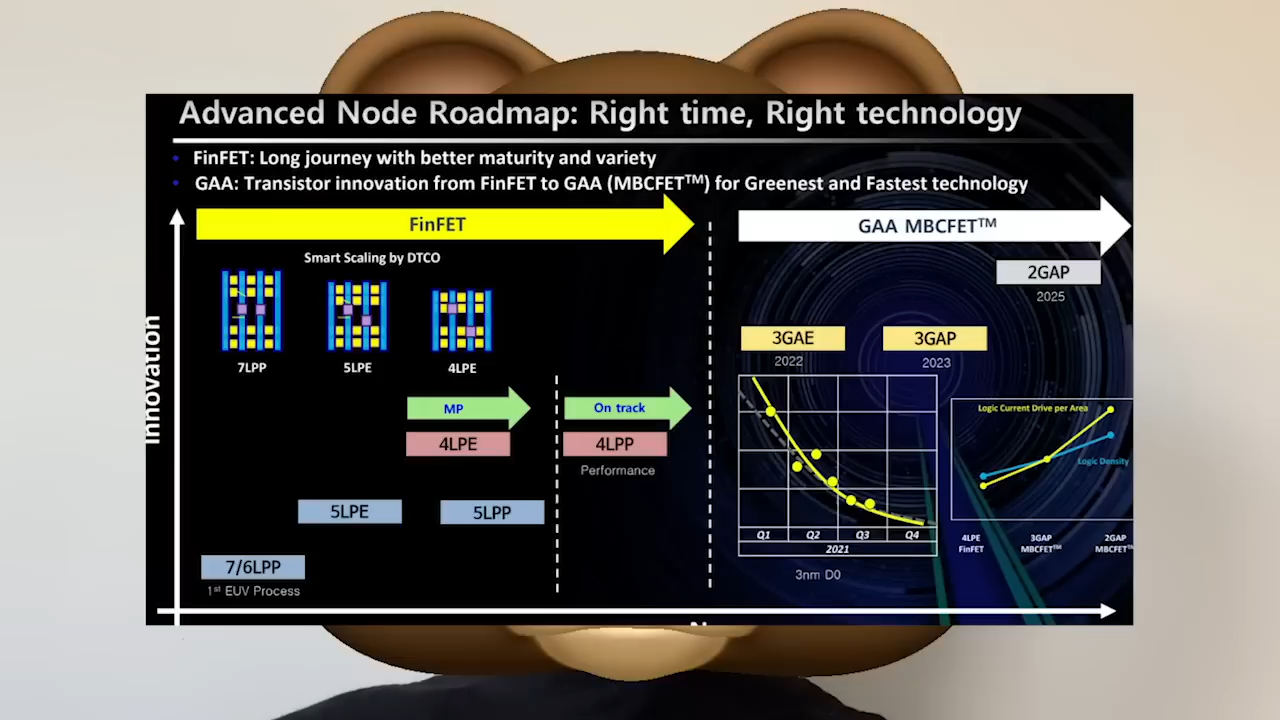 Advanced Node Roadmap: Right time, Right technology
• FinFET: Long journey with better maturity and variety
• GAA: Transistor innovation from FinFET to GAA (MBCFET™) for Greenest and Fastest technology
FinFET
GAA MBCFET™
Smart Scaling by DTCO
2GAP
2025
Innovation
3GAE
3GAP
2022
2023
7LPP
5LPE
4LPE
MP
On track
Logic Current Drive per Area
4LPE
4LPP
Performance
Logic Density
5LPE
5LPP
Q1
Q2
Q3
Q4
2021
4LPE
FinFET
3GAP
MBCFET™
2GAP
MBCFET™
7/6LPP
1st EUV Process
3nm D0